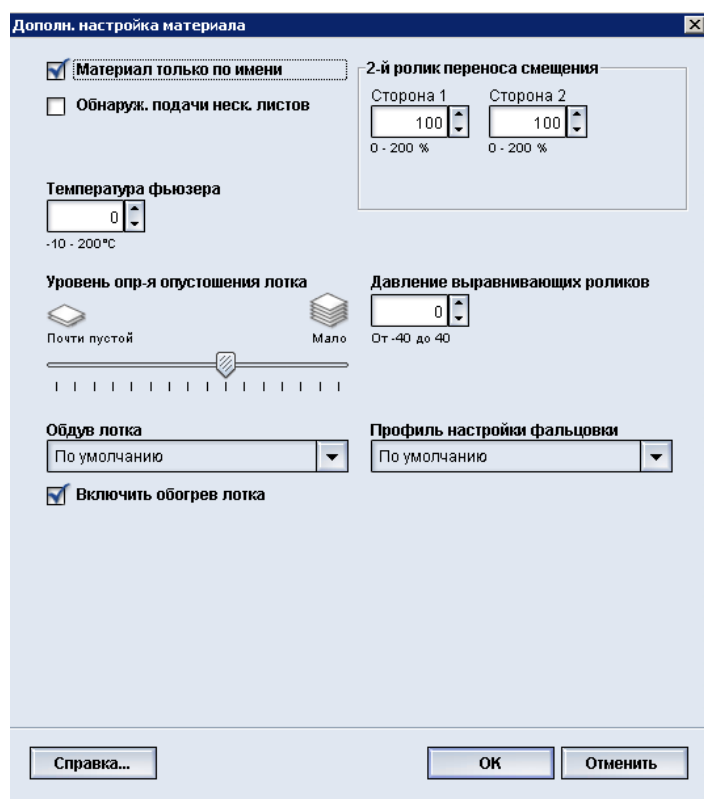 Дополн. настройка материала
Материал только по имени
Обнаруж. подачи неск. листов
2-й ролик переноса смещения
Сторона 1 Сторона 2
100 100
0 - 200 % 0 - 200 %
Температура фьюзера
0
-10 - 200°C
Уровень опр-я опустошения лотка
Почти пустой Мало
Давление выравнивающих роликов
0
От -40 до 40
Обдув лотка
По умолчанию
Включить обогрев лотка
Профиль настройки фальцовки
По умолчанию
Справка... OK Отменить